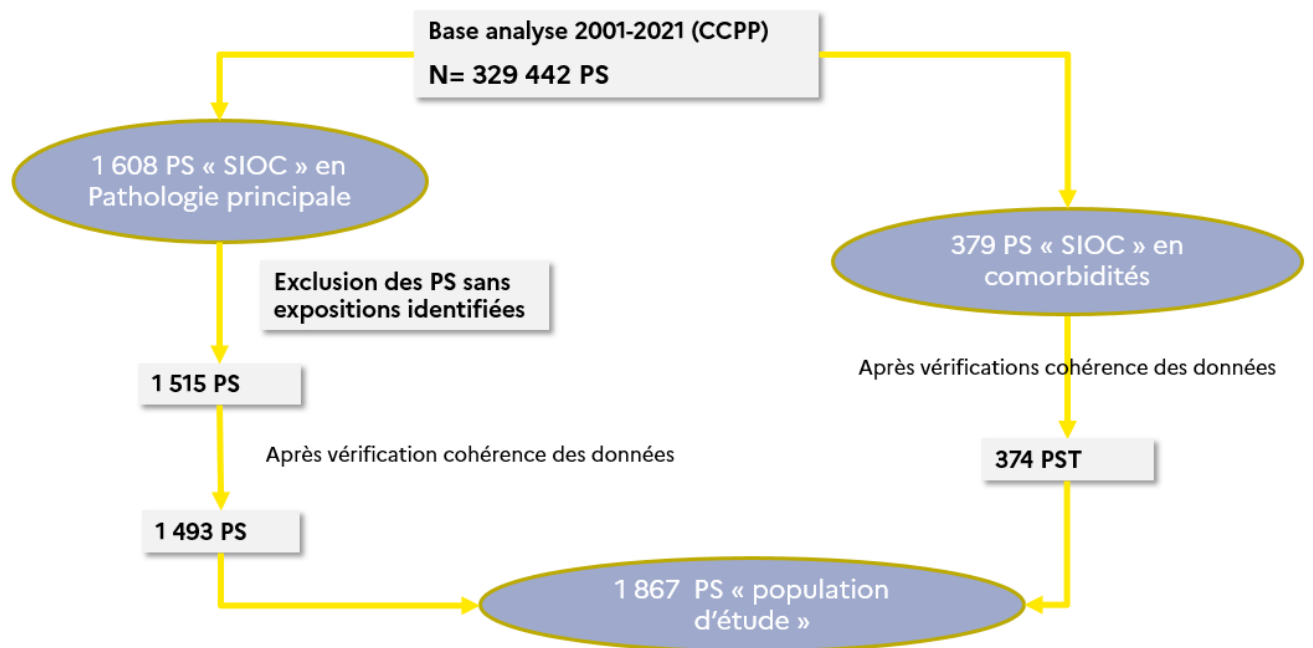 Base analyse 2001-2021 (CCPP)
N= 329 442 PS
1 608 PS « SIOC » en
Pathologie principale
379 PS « SIOC » en
comorbidités
Exclusion des PS sans
expositions identifiées
Après vérifications cohérence des données
1 515 PS
Après vérification cohérence des données
374 PST
1 493 PS
1 867 PS « population
d’étude »